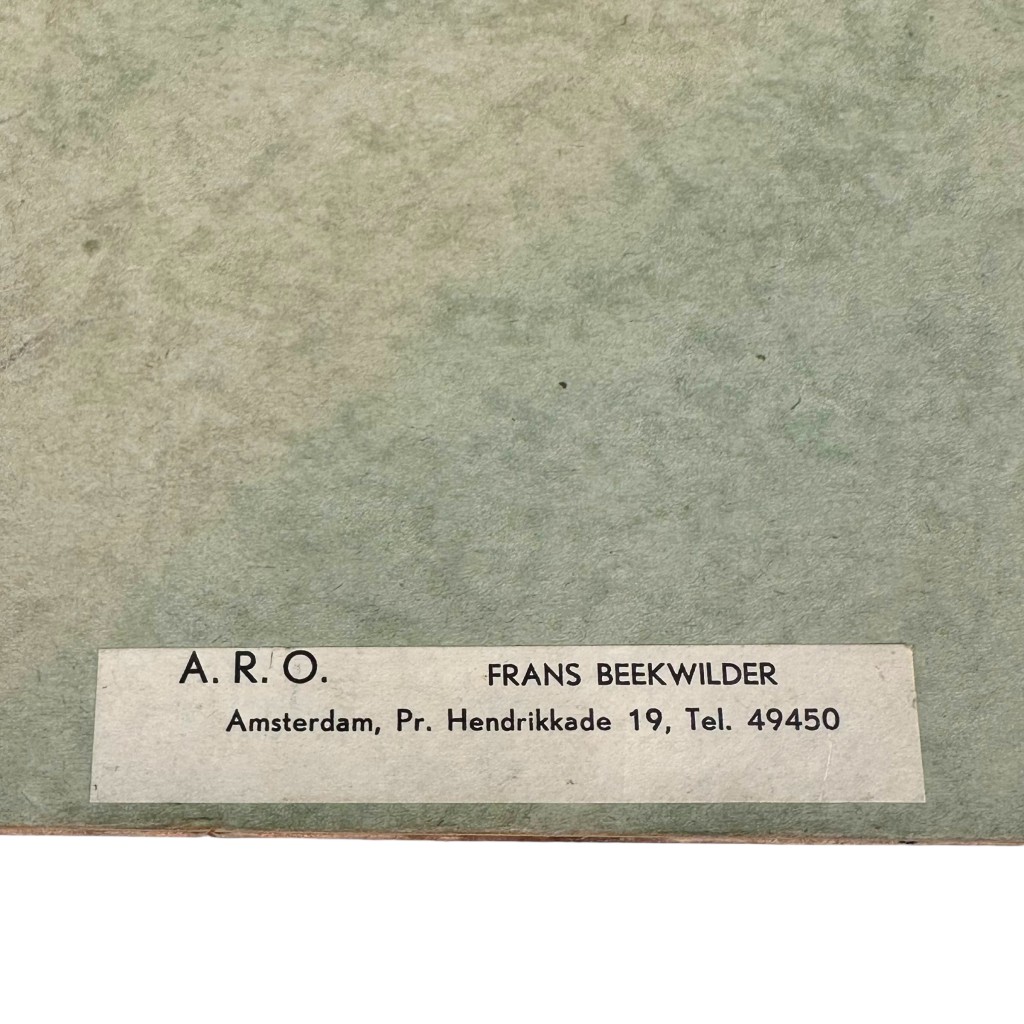 A. R. O. FRANS BEEKWILDER
Amsterdam, Pr. Hendrikkade 19, Tel. 49450